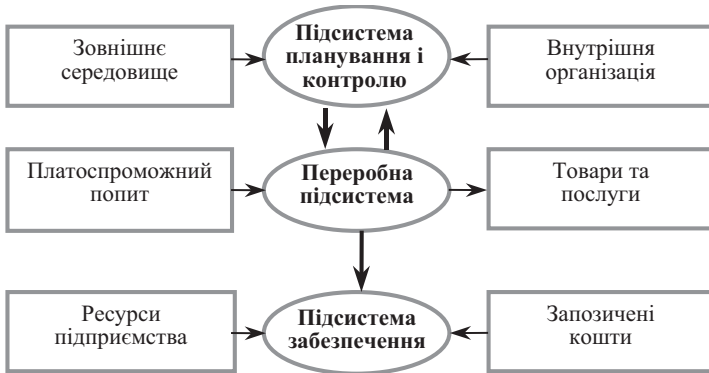 Зовнішнє
середовище
Підсистема
планування і
контролю
Внутрішня
організація
Платоспроможний
попит
Переробна
підсистема
Товари та
послуги
Ресурси
підприємства
Підсистема
забезпечення
Запозичені
кошти